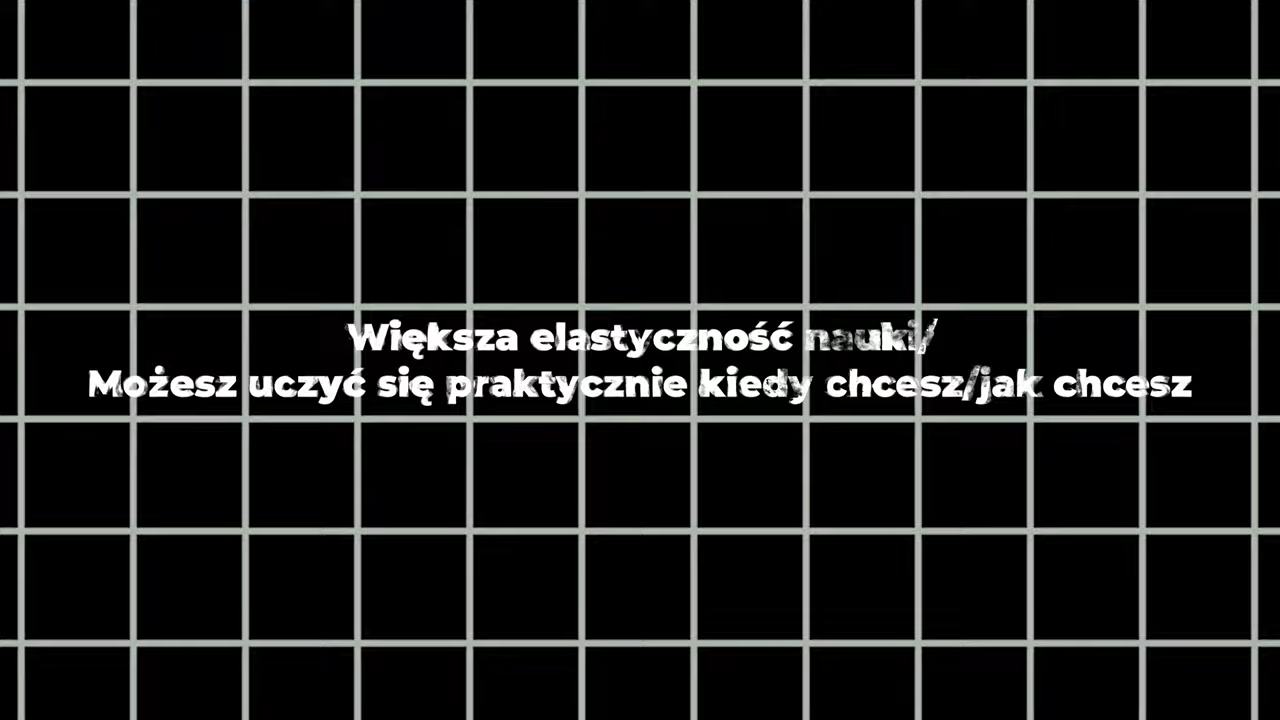 Większa elastyczność nauki/
Możesz uczyć się praktycznie kiedy chcesz/jak chcesz